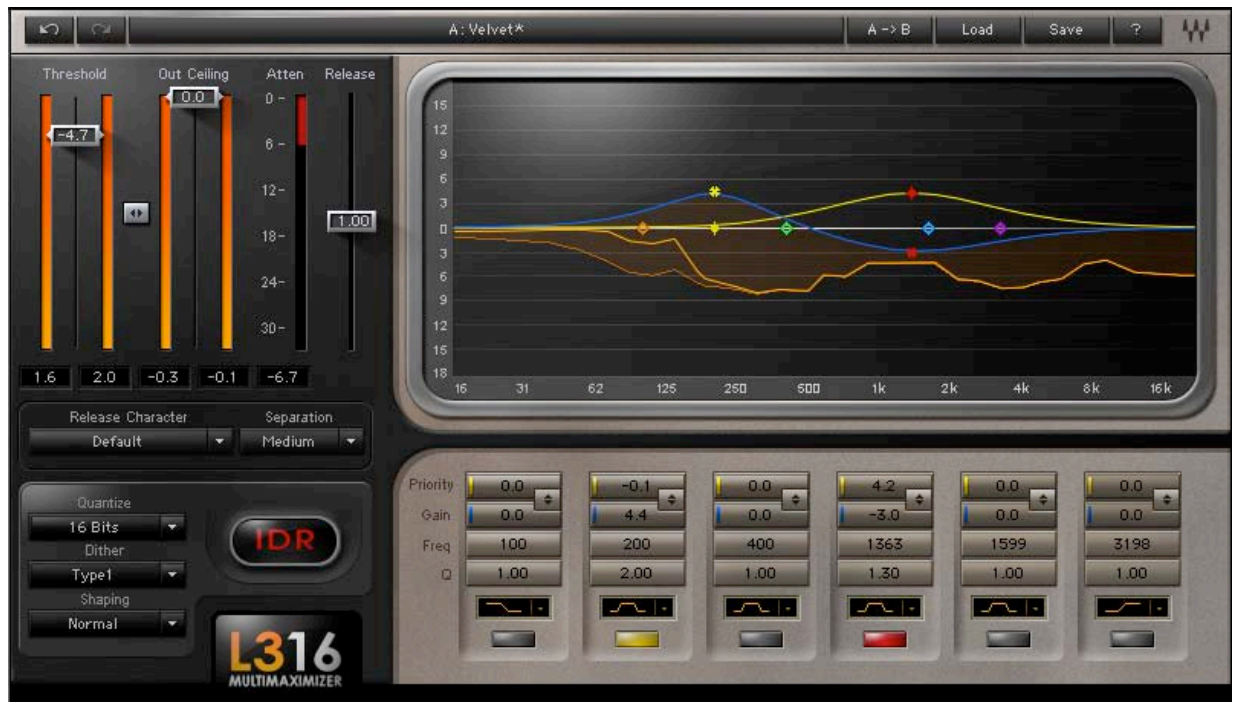 A: Velvet* A->B Load Save ?
Threshold Out Ceiling Atten Release
-4.7 0.0 1.00
0
6
12
18
24
30
1.6 2.0 -0.3 -0.1 -6.7
15
12
9
6
3
0
3
6
9
12
15
18
16 31 62 125 250 500 1k 2k 4k 8k 16k
Release Character Separation
Default Medium
Quantize
16 Bits
Dither
Type1
Shaping
Normal
IDR
L316
MULTIMAXIMIZER
Priority 0.0 -0.1 0.0 4.2 0.0 0.0
Gain 0.0 4.4 0.0 -3.0 0.0 0.0
Freq 100 200 400 1363 1599 3198
Q 1.00 2.00 1.00 1.30 1.00 1.00